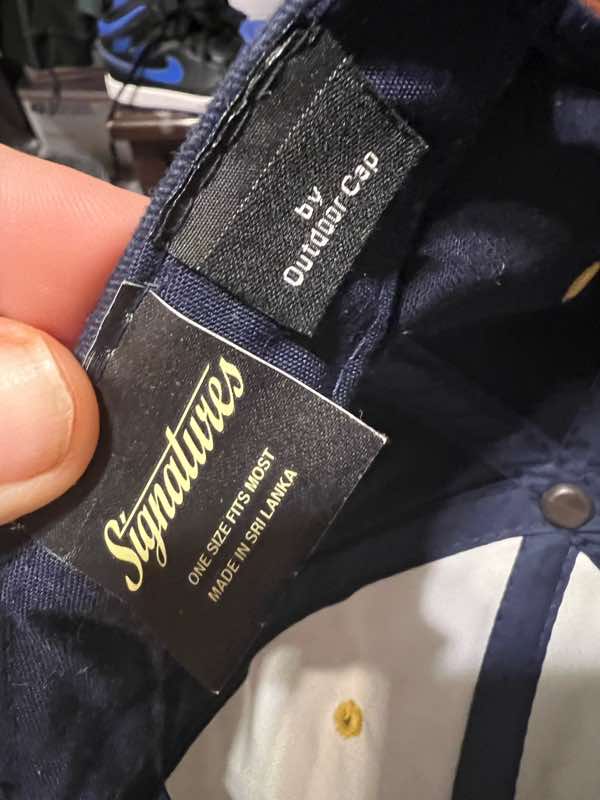 by
Outdoor Cap
Signatures
ONE SIZE FITS MOST
MADE IN SRI LANKA